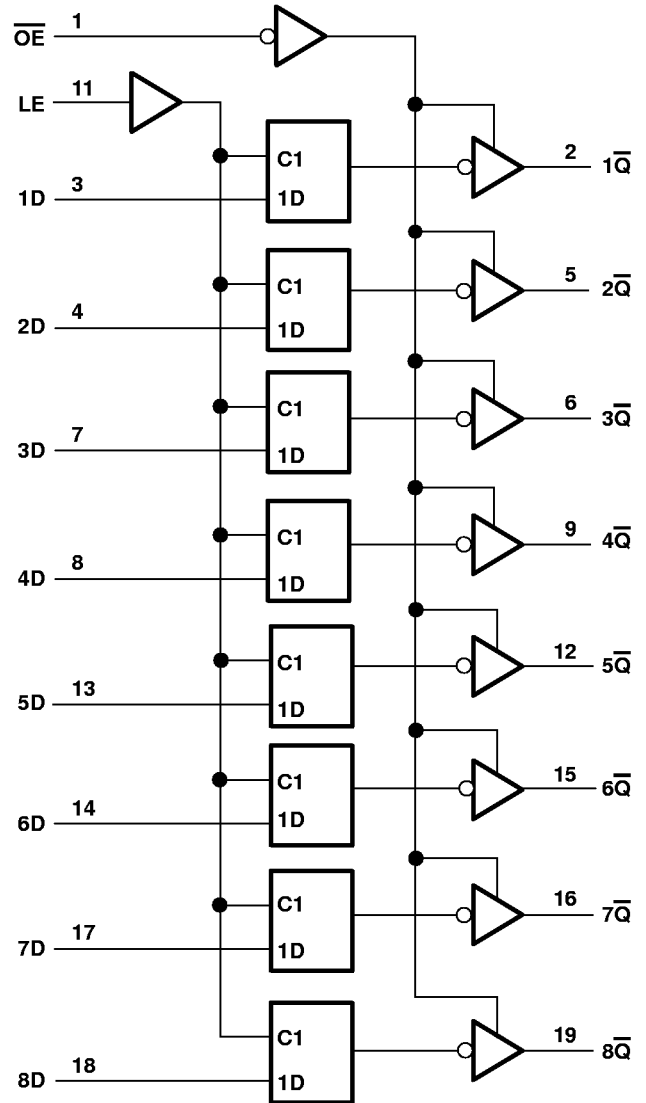 O̅E̅ 1
LE 11
C1
1D 3 1D 2 1Q̅
C1
2D 4 1D 5 2Q̅
C1
3D 7 1D 6 3Q̅
C1
4D 8 1D 9 4Q̅
C1
5D 13 1D 12 5Q̅
C1
6D 14 1D 15 6Q̅
C1
7D 17 1D 16 7Q̅
C1
8D 18 1D 19 8Q̅